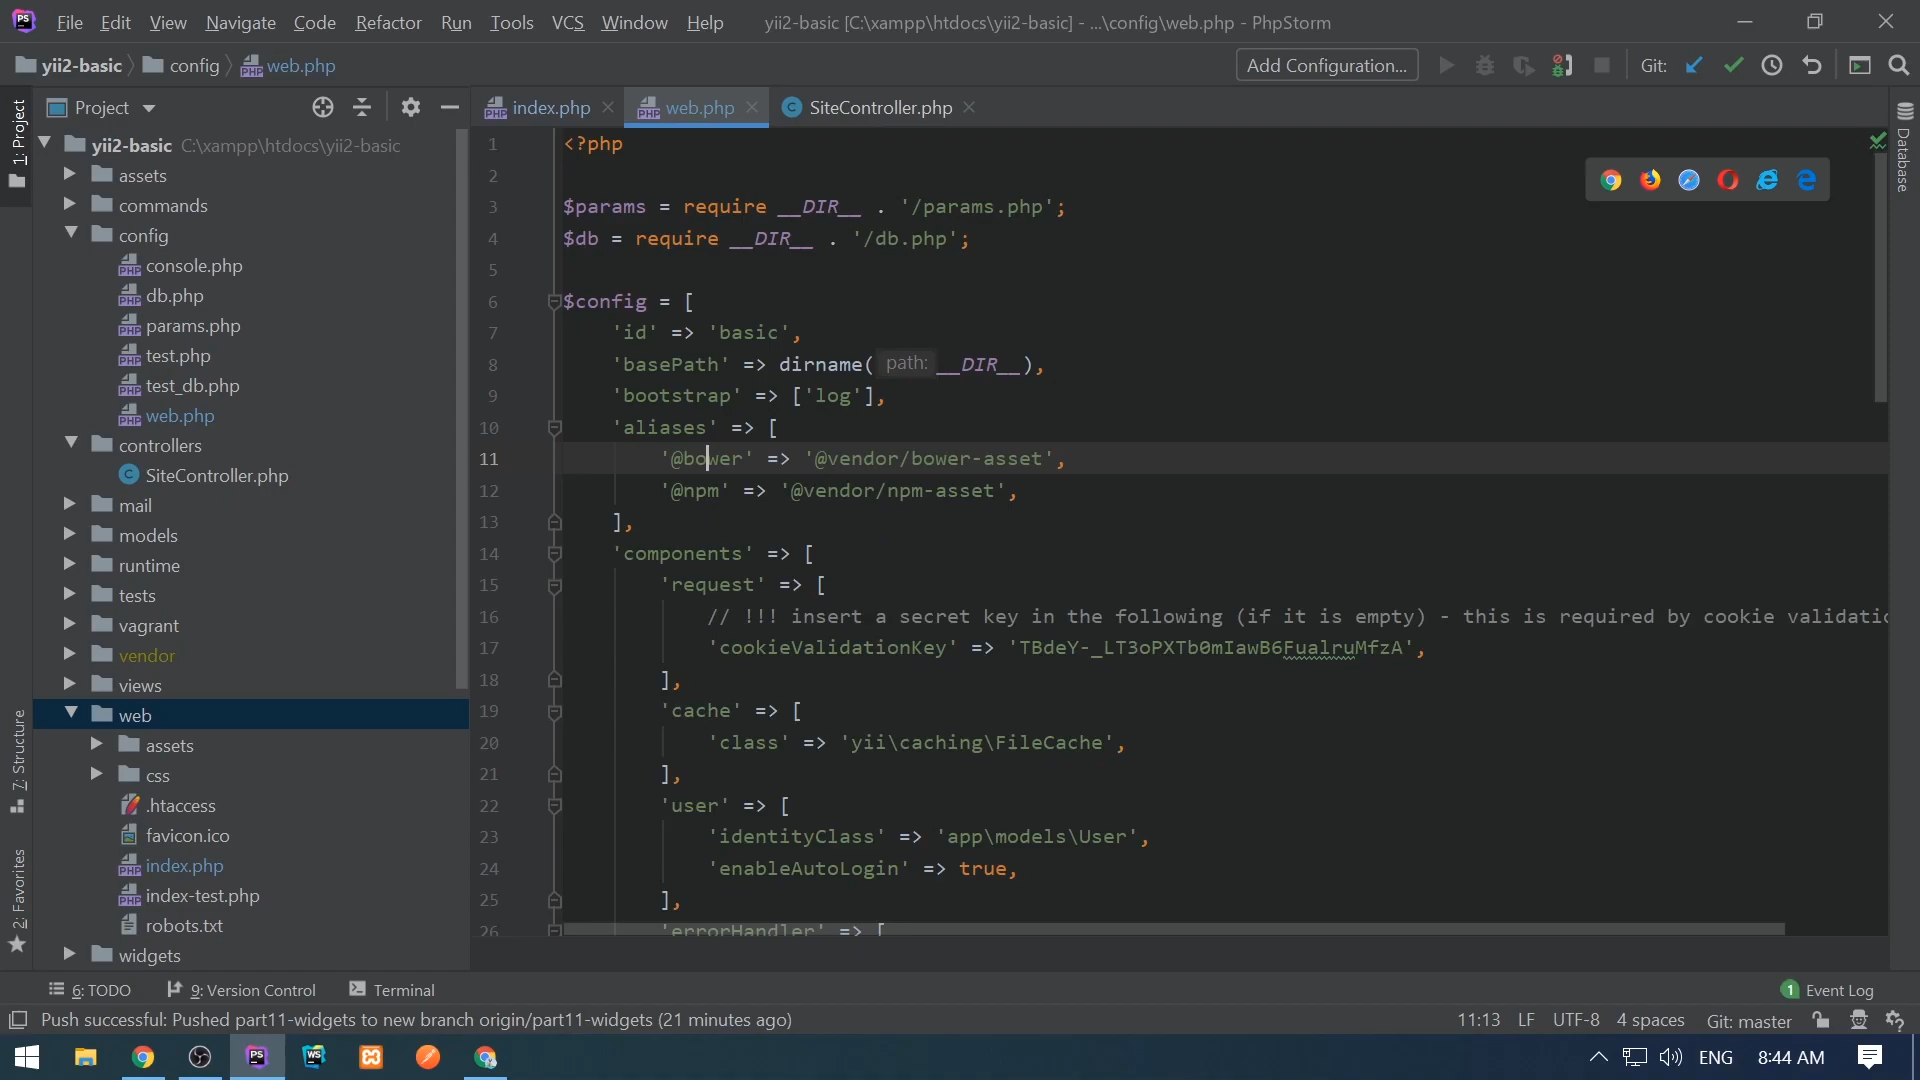 PS File Edit View Navigate Code Refactor Run Tools VCS Window Help yii2-basic [C:\xampp\htdocs\yii2-basic] - ...\config\web.php - PhpStorm
yii2-basic config web.php Add Configuration... Git:
1: Project
Project
index.php web.php SiteController.php
Database
yii2-basic C:\xampp\htdocs\yii2-basic
assets
commands
config
console.php
db.php
params.php
test.php
test_db.php
web.php
controllers
SiteController.php
mail
models
runtime
tests
vagrant
vendor
views
web
assets
css
.htaccess
favicon.ico
index.php
index-test.php
robots.txt
widgets
7: Structure
2: Favorites
1 <?php
2
3 $params = require __DIR__ . '/params.php';
4 $db = require __DIR__ . '/db.php';
5
6 $config = [
7 'id' => 'basic',
8 'basePath' => dirname( path: __DIR__),
9 'bootstrap' => ['log'],
10 'aliases' => [
11 '@bower' => '@vendor/bower-asset',
12 '@npm' => '@vendor/npm-asset',
13 ],
14 'components' => [
15 'request' => [
16 // !!! insert a secret key in the following (if it is empty) - this is required by cookie validatio
17 'cookieValidationKey' => 'TBdeY-_LT3oPXTb0mIawB6FualruMfzA',
18 ],
19 'cache' => [
20 'class' => 'yii\caching\FileCache',
21 ],
22 'user' => [
23 'identityClass' => 'app\models\User',
24 'enableAutoLogin' => true,
25 ],
26 'errorHandler' => [
6: TODO 9: Version Control Terminal 1 Event Log
Push successful: Pushed part11-widgets to new branch origin/part11-widgets (21 minutes ago) 11:13 LF UTF-8 4 spaces Git: master
PS WS ENG 8:44 AM